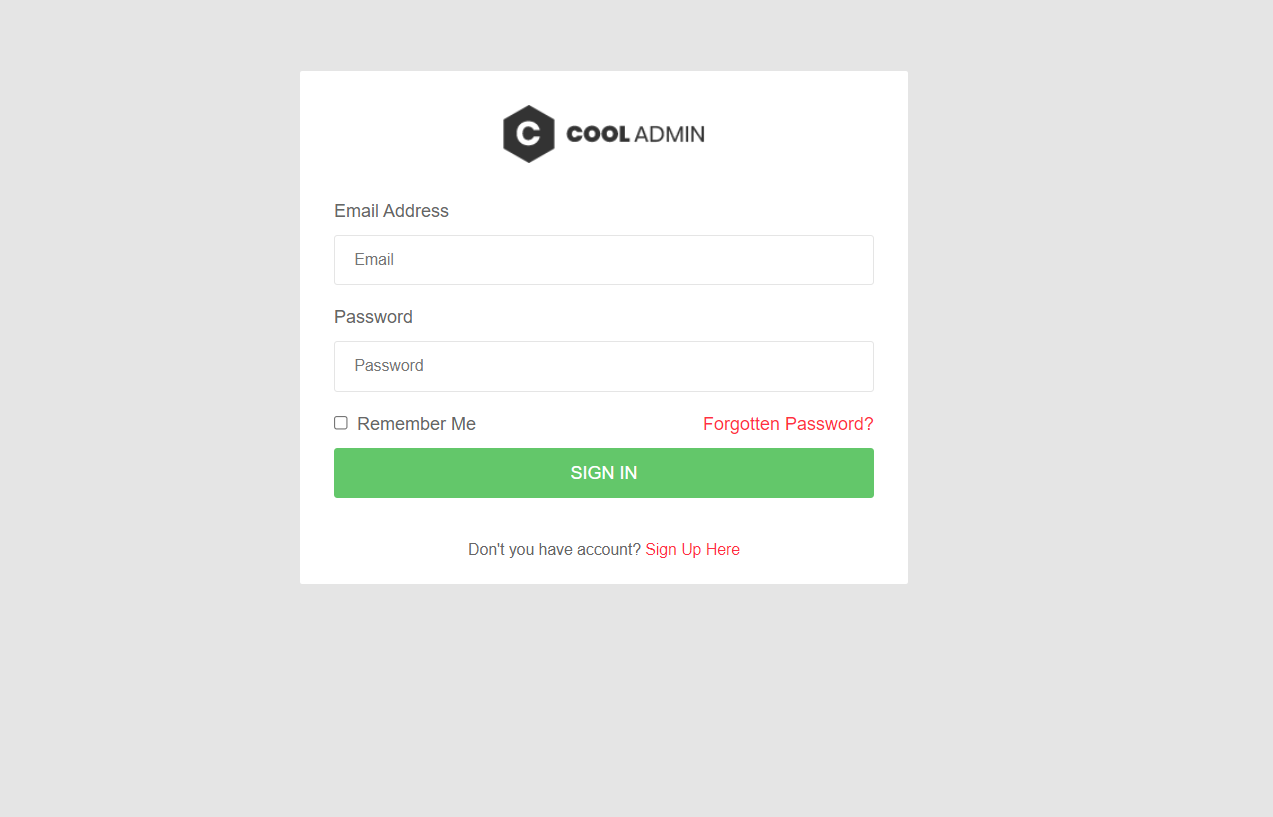 C COOL ADMIN
Email Address
Email
Password
Password
Remember Me Forgotten Password?
SIGN IN
Don't you have account? Sign Up Here